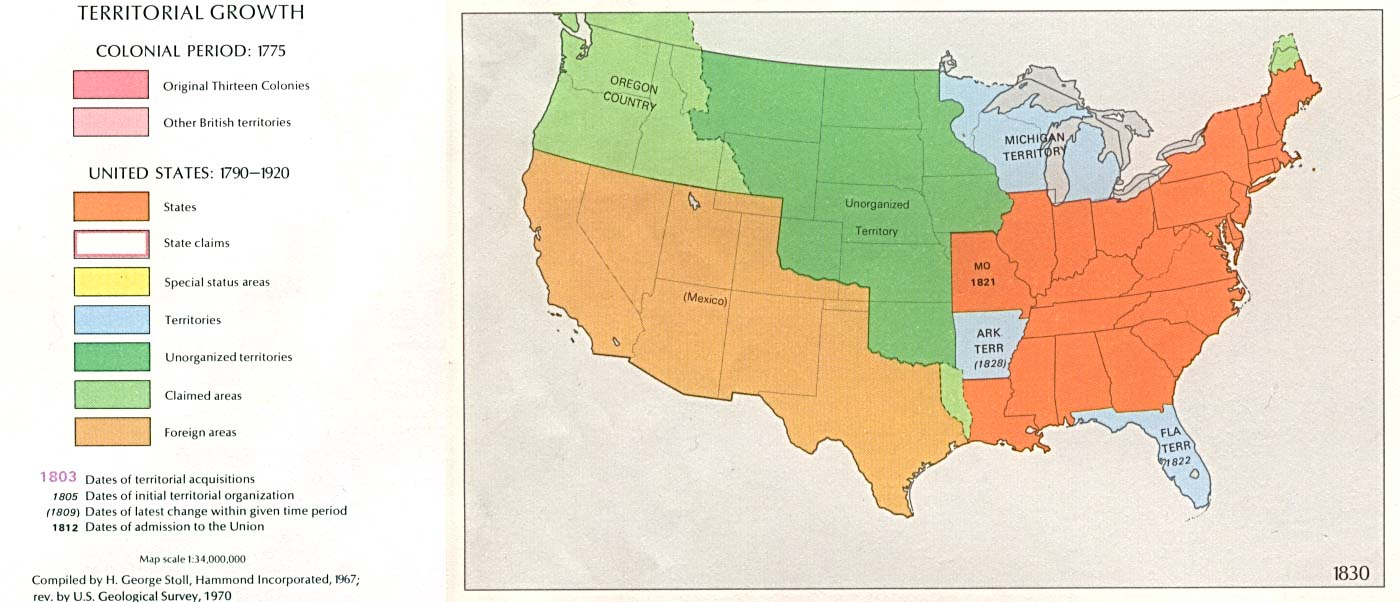 TERRITORIAL GROWTH
COLONIAL PERIOD: 1775
Original Thirteen Colonies
Other British territories
UNITED STATES: 1790–1920
States
State claims
Special status areas
Territories
Unorganized territories
Claimed areas
Foreign areas
1803 Dates of territorial acquisitions
1805 Dates of initial territorial organization
(1809) Dates of latest change within given time period
1812 Dates of admission to the Union
Map scale 1:34,000,000
Compiled by H. George Stoll, Hammond Incorporated, 1967;
rev. by U.S. Geological Survey, 1970
OREGON
COUNTRY
MICHIGAN
TERRITORY
Unorganized
Territory
MO
1821
(Mexico)
ARK
TERR
(1828)
FLA
TERR
1822
1830